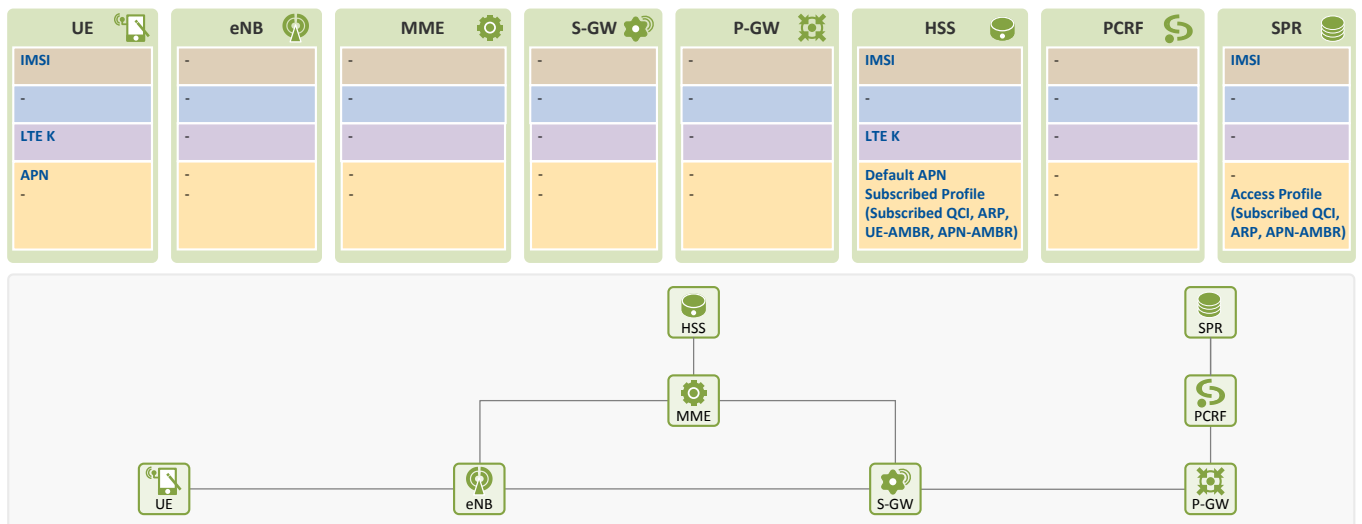 UE
eNB
MME
S-GW
P-GW
HSS
PCRF
SPR
IMSI
-
-
-
-
IMSI
-
IMSI
-
-
-
-
-
-
-
-
LTE K
-
-
-
-
LTE K
-
-
APN
-
-
-
-
-
-
-
-
-
Default APN
Subscribed Profile
(Subscribed QCI, ARP,
UE-AMBR, APN-AMBR)
-
-
-
Access Profile
(Subscribed QCI,
ARP, APN-AMBR)
HSS
SPR
MME
PCRF
UE
eNB
S-GW
P-GW